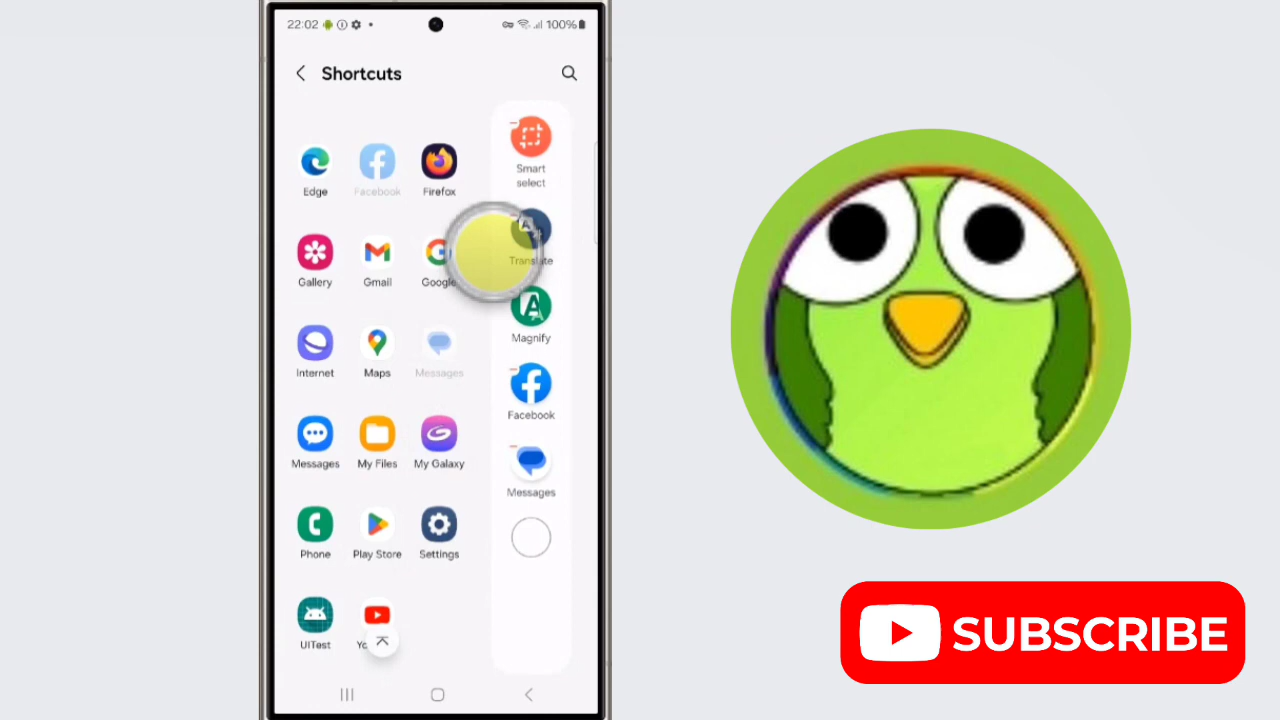 22:02
100%
Shortcuts
Edge
Facebook
Firefox
Gallery
Gmail
Google
Internet
Maps
Messages
Messages
My Files
My Galaxy
Phone
Play Store
Settings
UITest
Smart
select
Translate
Magnify
Facebook
Messages
SUBSCRIBE